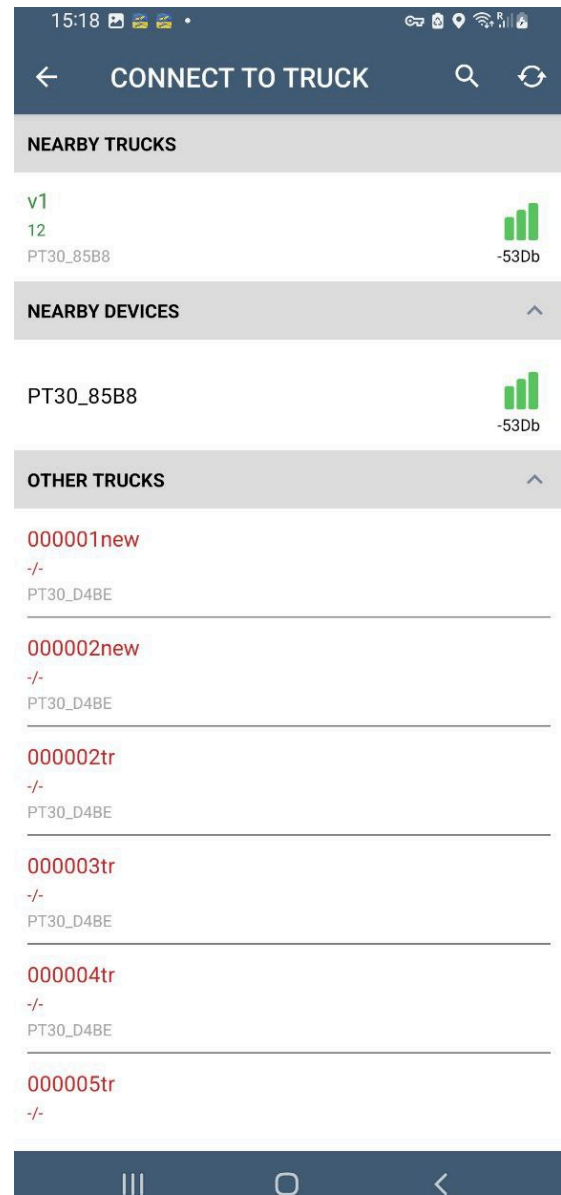 15:18
CONNECT TO TRUCK
NEARBY TRUCKS
v1
12
PT30_85B8
-53Db
NEARBY DEVICES
PT30_85B8
-53Db
OTHER TRUCKS
000001new
-/-
PT30_D4BE
000002new
-/-
PT30_D4BE
000002tr
-/-
PT30_D4BE
000003tr
-/-
PT30_D4BE
000004tr
-/-
PT30_D4BE
000005tr
-/-